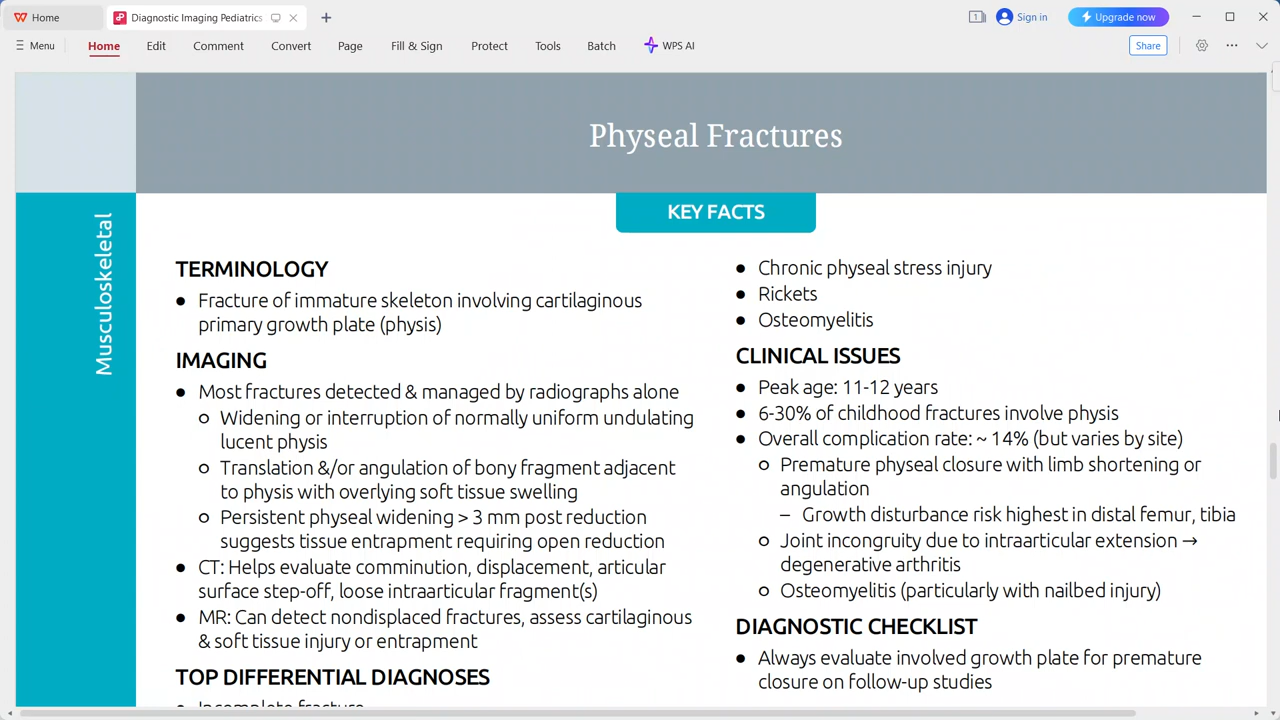 Home
Diagnostic Imaging Pediatrics
1
Sign in
Upgrade now
Menu
Home
Edit
Comment
Convert
Page
Fill & Sign
Protect
Tools
Batch
WPS AI
Share
Physeal Fractures
Musculoskeletal
KEY FACTS
TERMINOLOGY
● Fracture of immature skeleton involving cartilaginous
primary growth plate (physis)
IMAGING
● Most fractures detected & managed by radiographs alone
○ Widening or interruption of normally uniform undulating
lucent physis
○ Translation &/or angulation of bony fragment adjacent
to physis with overlying soft tissue swelling
○ Persistent physeal widening > 3 mm post reduction
suggests tissue entrapment requiring open reduction
● CT: Helps evaluate comminution, displacement, articular
surface step-off, loose intraarticular fragment(s)
● MR: Can detect nondisplaced fractures, assess cartilaginous
& soft tissue injury or entrapment
TOP DIFFERENTIAL DIAGNOSES
Incomplete fracture
● Chronic physeal stress injury
● Rickets
● Osteomyelitis
CLINICAL ISSUES
● Peak age: 11-12 years
● 6-30% of childhood fractures involve physis
● Overall complication rate: ~ 14% (but varies by site)
○ Premature physeal closure with limb shortening or
angulation
– Growth disturbance risk highest in distal femur, tibia
○ Joint incongruity due to intraarticular extension →
degenerative arthritis
○ Osteomyelitis (particularly with nailbed injury)
DIAGNOSTIC CHECKLIST
● Always evaluate involved growth plate for premature
closure on follow-up studies